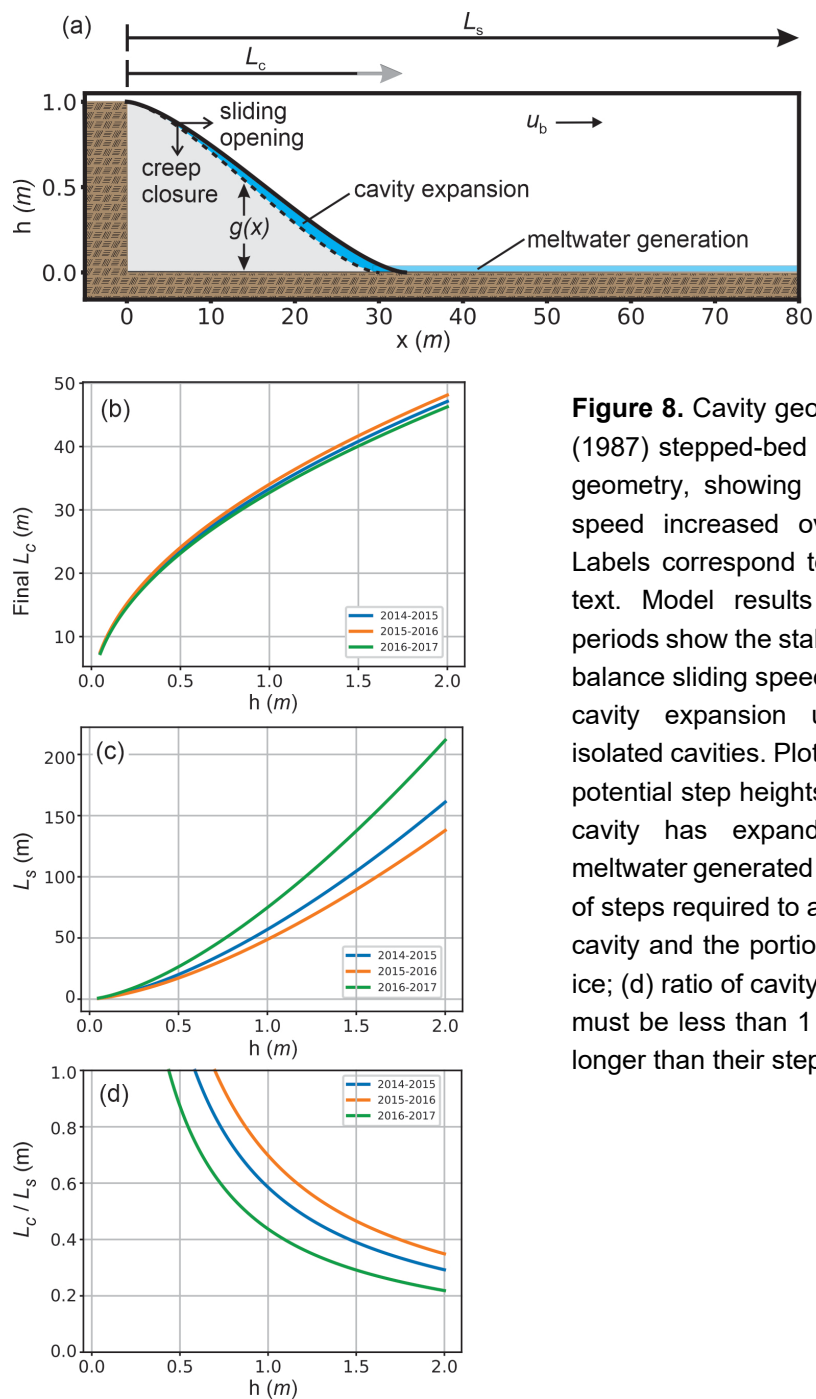 (a)
L_s
L_c
1.0
0.5
0.0
h (m)
sliding
opening
creep
closure
g(x)
u_b
cavity expansion
meltwater generation
0 10 20 30 40 50 60 70 80
x (m)
(b)
50
40
30
20
10
Final L_c (m)
2014-2015
2015-2016
2016-2017
0.0 0.5 1.0 1.5 2.0
h (m)
(c)
200
150
100
50
0
L_s (m)
2014-2015
2015-2016
2016-2017
0.0 0.5 1.0 1.5 2.0
h (m)
(d)
1.0
0.8
0.6
0.4
0.2
0.0
L_c / L_s (m)
2014-2015
2015-2016
2016-2017
0.0 0.5 1.0 1.5 2.0
h (m)
Figure 8. Cavity geo
(1987) stepped-bed
geometry, showing
speed increased ov
Labels correspond to
text. Model results
periods show the stal
balance sliding speed
cavity expansion u
isolated cavities. Plot
potential step heights
cavity has expand
meltwater generated
of steps required to a
cavity and the portio
ice; (d) ratio of cavity
must be less than 1
longer than their step